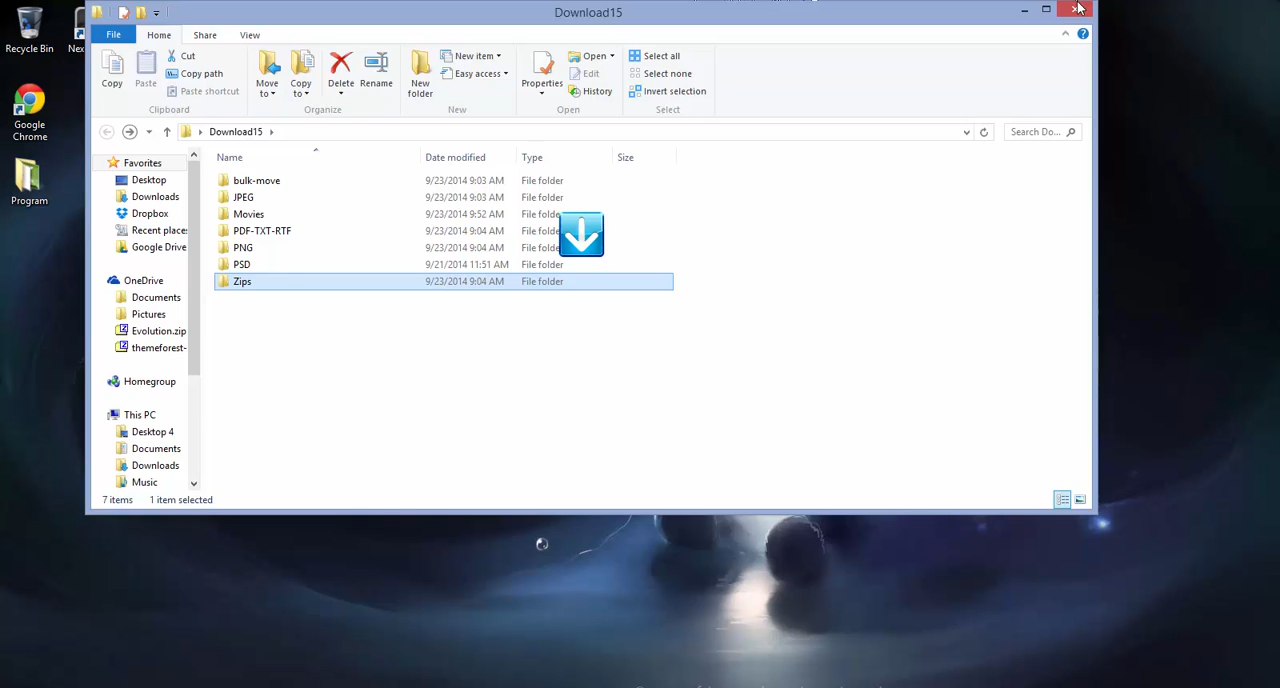 Download15
File Home Share View
Recycle Bin
Google Chrome
Program
Copy Paste Cut Copy path Paste shortcut Move to Copy to Delete Rename New folder New item Easy access Properties Open Edit History Select all Select none Invert selection
Clipboard Organize New Open Select
Download15 Search Do...
Name Date modified Type Size
bulk-move 9/23/2014 9:03 AM File folder
JPEG 9/23/2014 9:03 AM File folder
Movies 9/23/2014 9:52 AM File folde
PDF-TXT-RTF 9/23/2014 9:04 AM File folde
PNG 9/23/2014 9:04 AM File folde
PSD 9/21/2014 11:51 AM File folder
Zips 9/23/2014 9:04 AM File folder
Favorites
Desktop
Downloads
Dropbox
Recent places
Google Drive
OneDrive
Documents
Pictures
Evolution.zip
themeforest-
Homegroup
This PC
Desktop 4
Documents
Downloads
Music
7 items 1 item selected